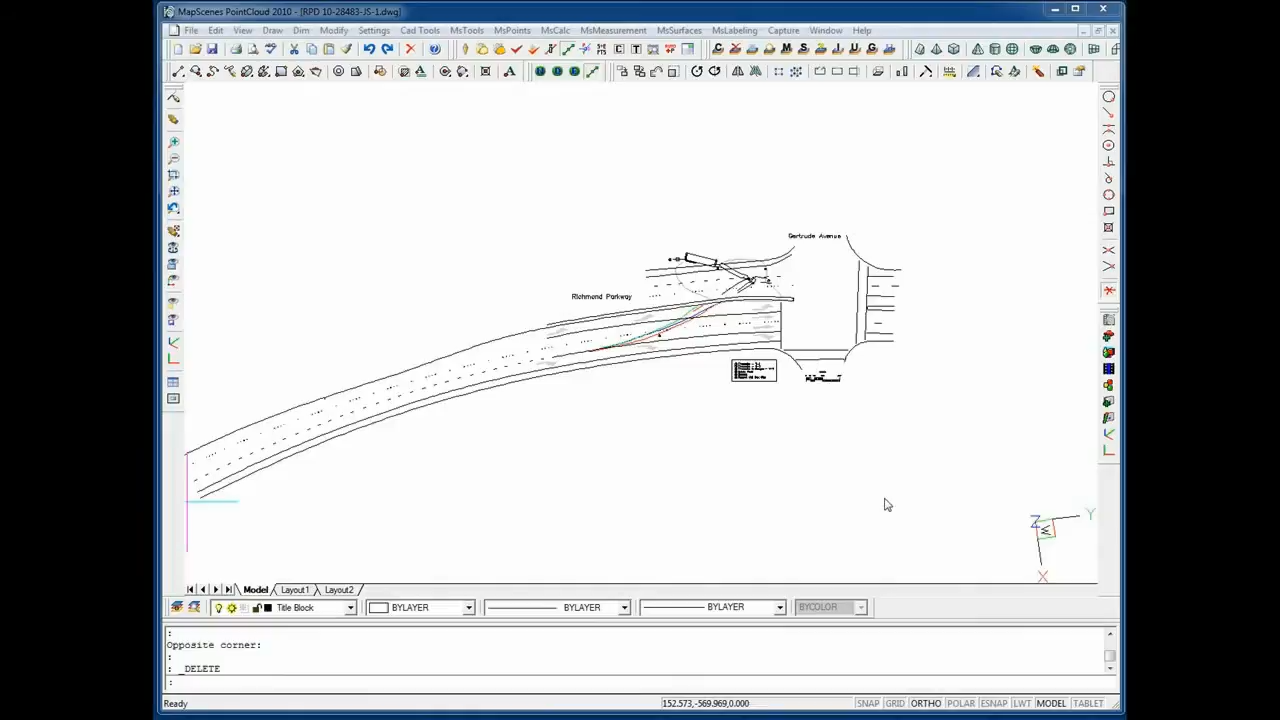 MapScenes PointCloud 2010 - [RPD 10-28483-JS-1.dwg]
File Edit View Draw Dim Modify Settings Cad Tools MsTools MsPoints MsCalc MsMeasurement MsSurfaces MsLabeling Capture Window Help
Gertrude Avenue
Richmond Parkway
Z Y
X
Model Layout1 Layout2
Title Block BYLAYER BYLAYER BYLAYER BYCOLOR
:
Opposite corner:
:
: _DELETE
:
Ready 152.573,-569.969,0.000 SNAP GRID ORTHO POLAR ESNAP LWT MODEL TABLET